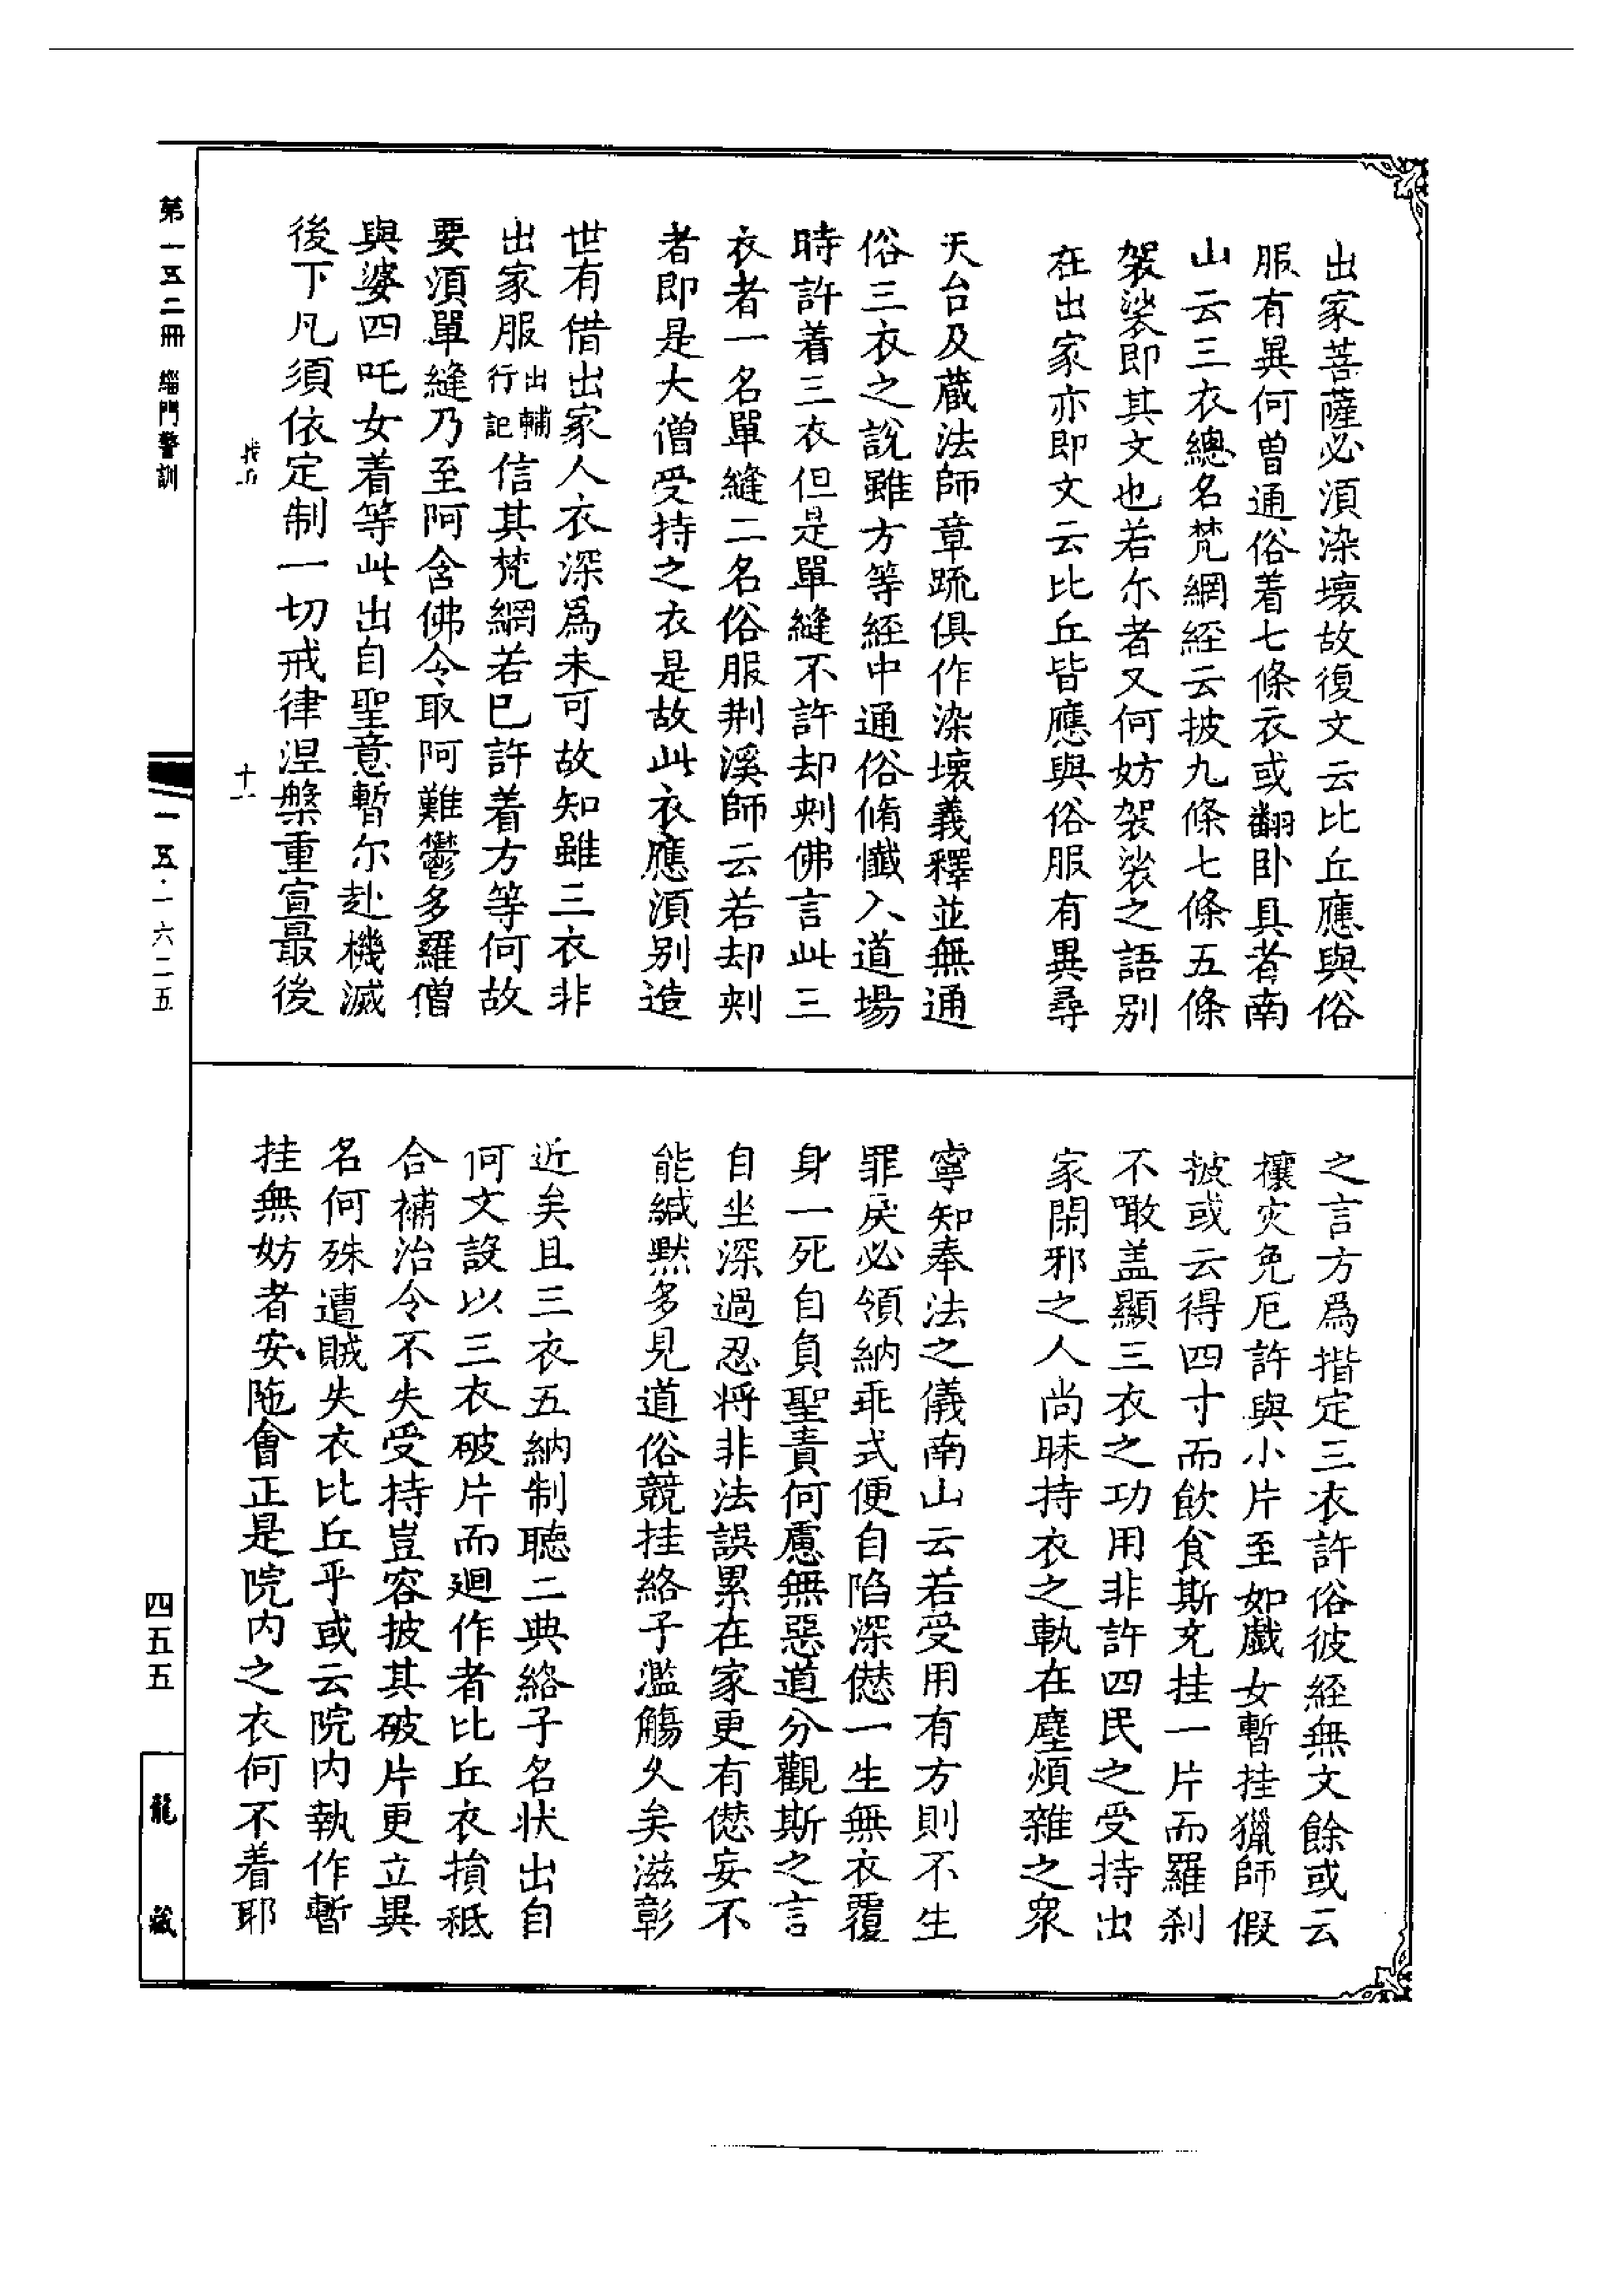 出家菩薩必湏染壞故復文云比丘應與俗
服有異何曽通俗着七條衣或翻卧具者南
山云三衣總名梵網經云披九條七條五條
袈裟即其文也若尓者又何妨袈裟之語别
在出家亦即文云比丘皆應與俗服有異尋
天台及蔵法師章䟽俱作染壞義釋並無通
俗三衣之說雖方等經中通俗脩懺入道場
時許着三衣但是單縫不許却刺佛言此三
衣者一名單縫二名俗服荆溪師云若却刺
者即是大僧受持之衣是故此衣應湏别造
世有借出家人衣深爲未可故知雖三衣非
出家服出輔行記信其梵網若已許着方等何故
要湏單縫乃至阿含佛令取阿難鬱多羅僧
與婆四吒女着等此出自聖意暫尓赴機滅
後下凡須依定制一切戒律涅槃重宣最後
之言方爲揩定三衣許俗彼経無文餘或云
攘灾免厄許與小片至如戲女暫挂獵師假
披或云得四寸而飲食斯充挂一片而羅刹
不噉盖顯三衣之功用非許四民之受持出
家閑邪之人尚昧持衣之軌在塵煩雜之衆
寧知奉法之儀南山云若受用有方則不生
罪戾必領納乖式便自陷深僽一生無衣覆
身一死自負聖責何慮無惡道分觀斯之言
自坐深過忍将非法誤累在家更有僽妄不
能緘默多見道俗競挂絡子濫觴久矣滋彰
近矣且三衣五納制聴二典絡子名状出自
何文設以三衣破片而廻作者比丘衣損秪
合補治令不失受持豈容披其破片更立異
名何殊遭賊失衣比丘乎或云院内執作暫
挂無妨者安陁會正是院内之衣何不着耶
第一五二冊 緇門警訓
十一
一五·一六二五
四五五
龍藏